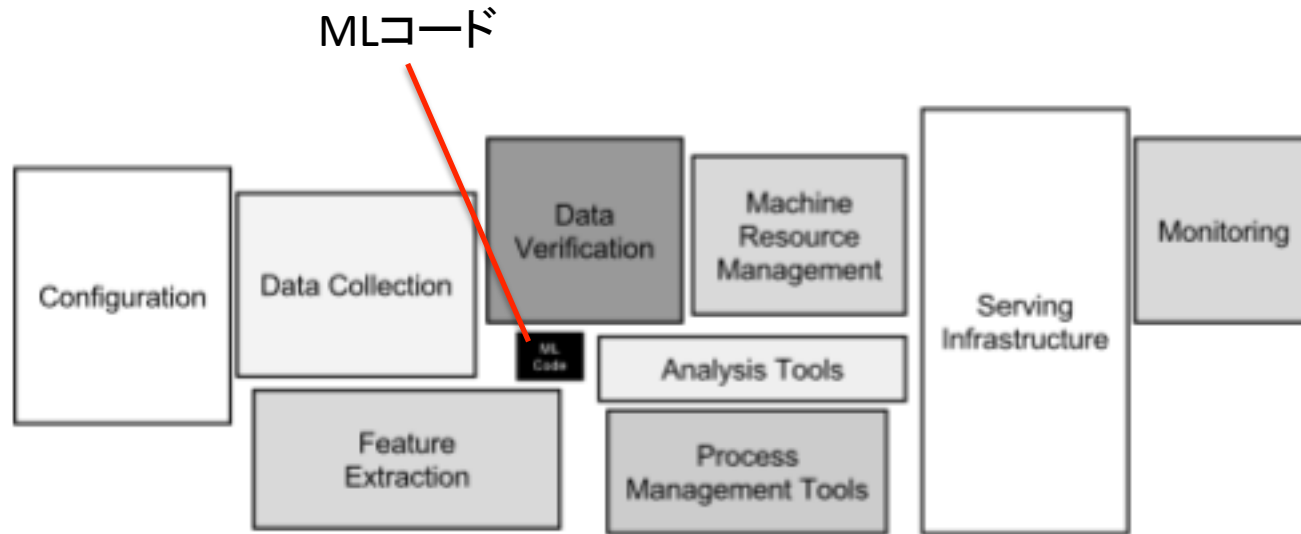 MLコード
Configuration
Data Collection
Data
Verification
Machine
Resource
Management
Monitoring
ML
Code
Analysis Tools
Serving
Infrastructure
Feature
Extraction
Process
Management Tools